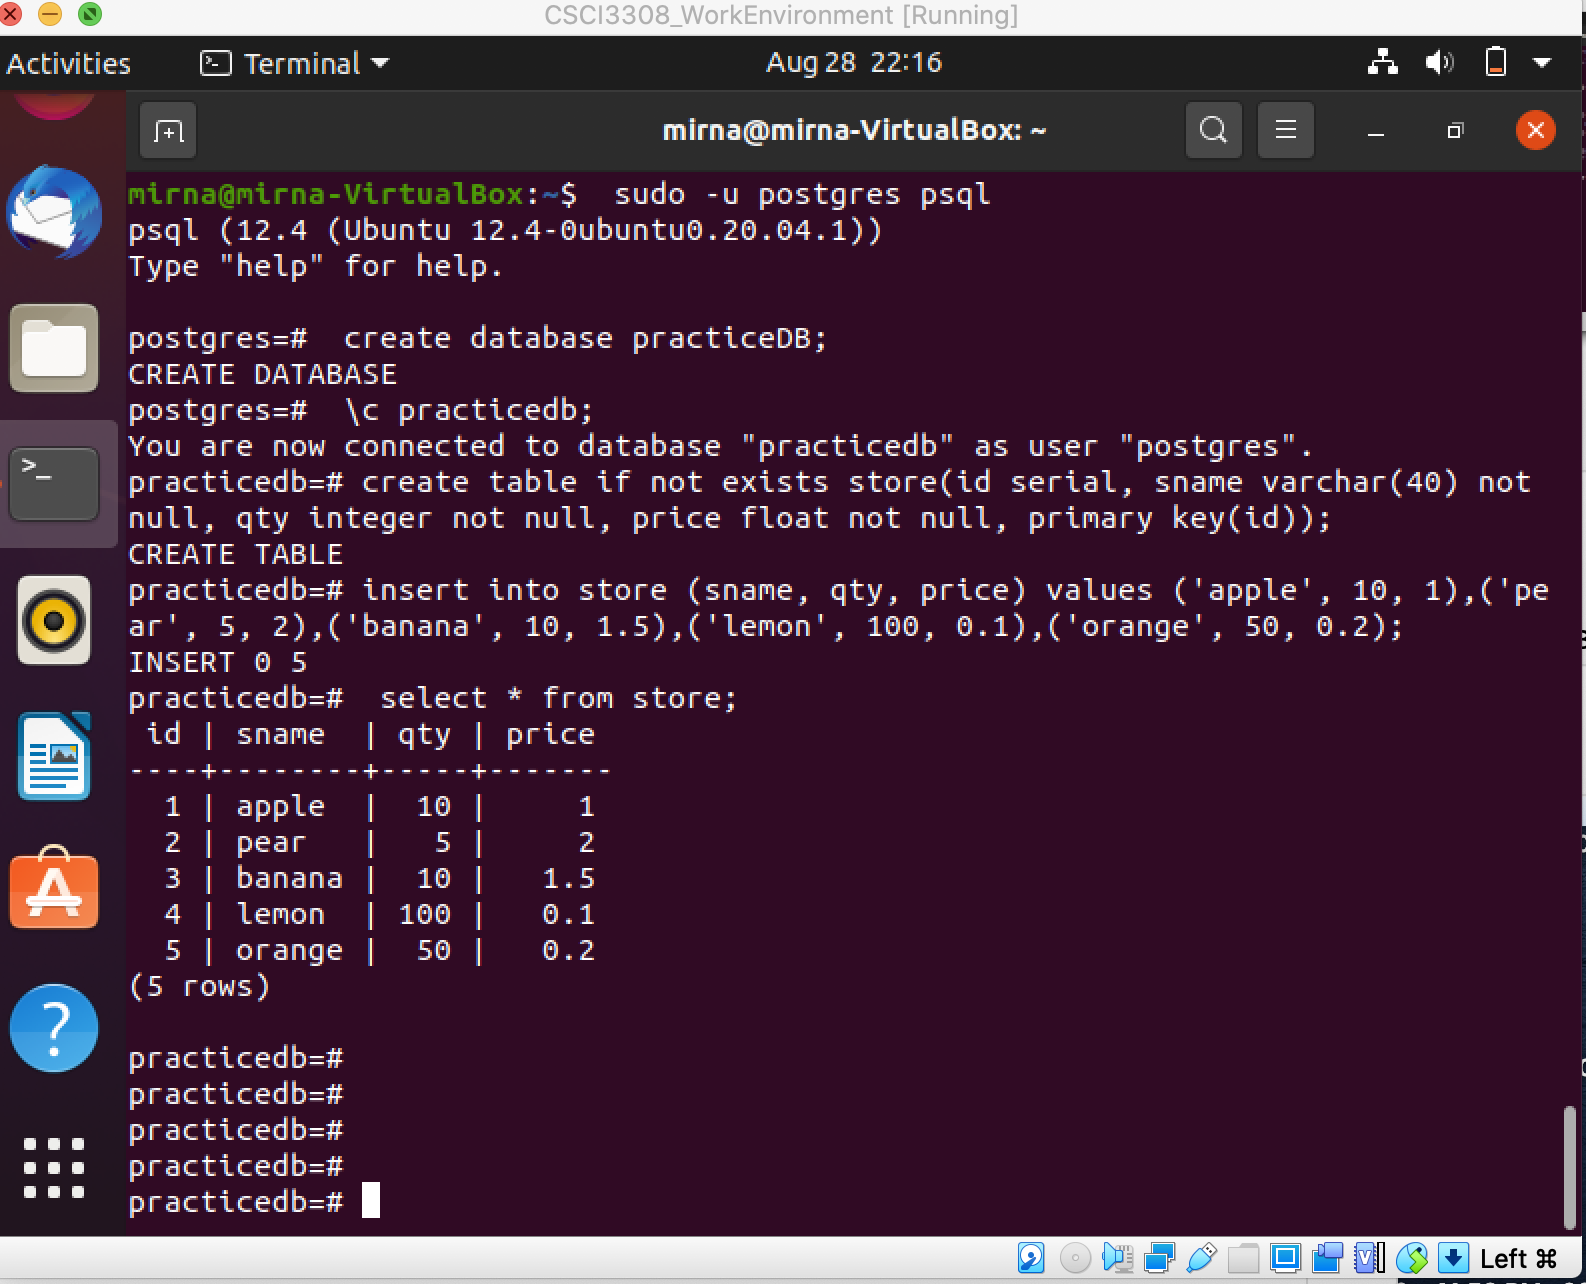 CSCI3308_WorkEnvironment [Running]
Activities
Terminal
Aug 28 22:16
mirna@mirna-VirtualBox: ~
mirna@mirna-VirtualBox:~$  sudo -u postgres psql
psql (12.4 (Ubuntu 12.4-0ubuntu0.20.04.1))
Type "help" for help.
postgres=#  create database practiceDB;
CREATE DATABASE
postgres=#  \c practicedb;
You are now connected to database "practicedb" as user "postgres".
practicedb=# create table if not exists store(id serial, sname varchar(40) not
null, qty integer not null, price float not null, primary key(id));
CREATE TABLE
practicedb=# insert into store (sname, qty, price) values ('apple', 10, 1),('pe
ar', 5, 2),('banana', 10, 1.5),('lemon', 100, 0.1),('orange', 50, 0.2);
INSERT 0 5
practicedb=#  select * from store;
 id | sname  | qty | price
----+--------+-----+-------
  1 | apple  |  10 |     1
  2 | pear   |   5 |     2
  3 | banana |  10 |   1.5
  4 | lemon  | 100 |   0.1
  5 | orange |  50 |   0.2
(5 rows)
practicedb=#
practicedb=#
practicedb=#
practicedb=#
practicedb=#
Left ⌘